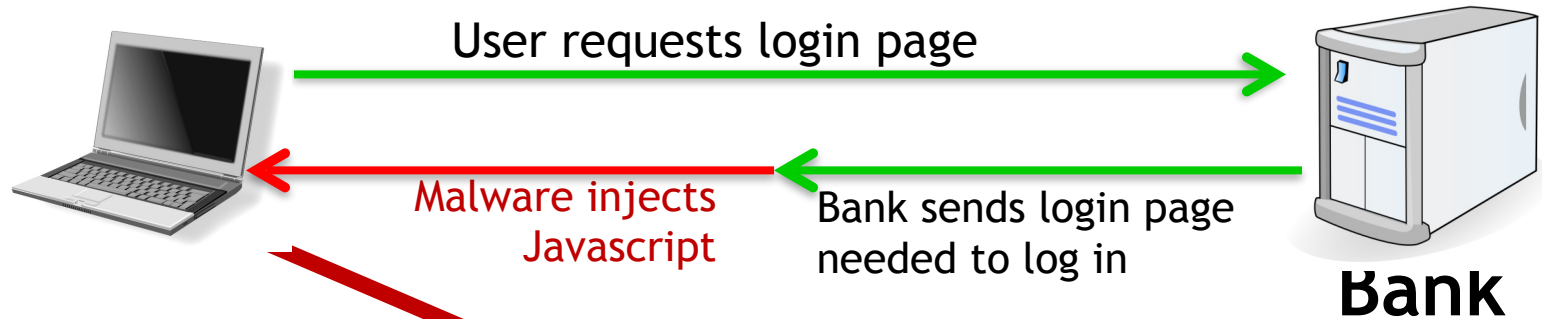 User requests login page
Malware injects
Javascript
Bank sends login page
needed to log in
Bank